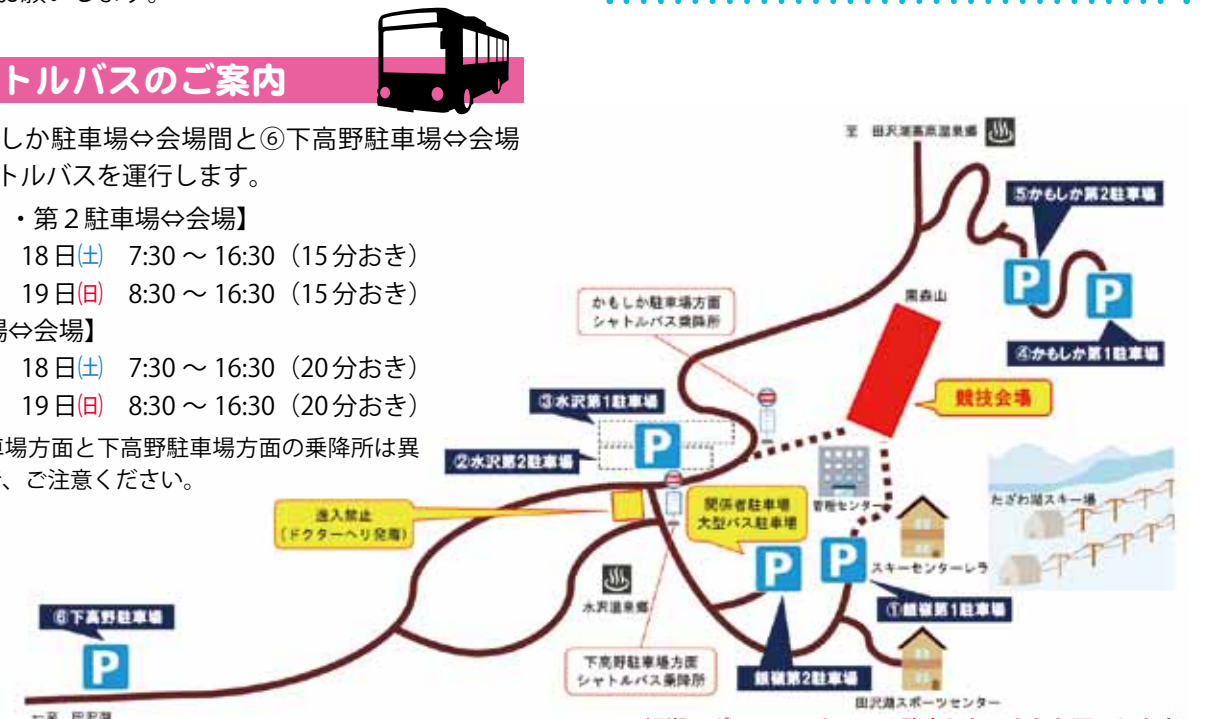 お願いします。
トルバスのご案内
しか駐車場⇔会場間と⑥下高野駐車場⇔会場
トルバスを運行します。
・第２駐車場⇔会場】
18日㈯ 7:30 ～ 16:30（15分おき）
19日㈰ 8:30 ～ 16:30（15分おき）
場⇔会場】
18日㈯ 7:30 ～ 16:30（20分おき）
19日㈰ 8:30 ～ 16:30（20分おき）
車場方面と下高野駐車場方面の乗降所は異
、ご注意ください。
至 田沢湖高原温泉郷
⑤かもしか第2駐車場
P
P
④かもしか第1駐車場
黒森山
競技会場
かもしか駐車場方面
シャトルバス乗降所
③水沢第1駐車場
P
②水沢第2駐車場
進入禁止
(ドクターヘリ発着)
関係者駐車場
大型バス駐車場
管理センター
たざわ湖スキー場
P
P
スキーセンターレラ
①銀嶺第1駐車場
水沢温泉郷
⑥下高野駐車場
P
下高野駐車場方面
シャトルバス乗降所
銀嶺第2駐車場
田沢湖スポーツセンター
←至 田沢湖